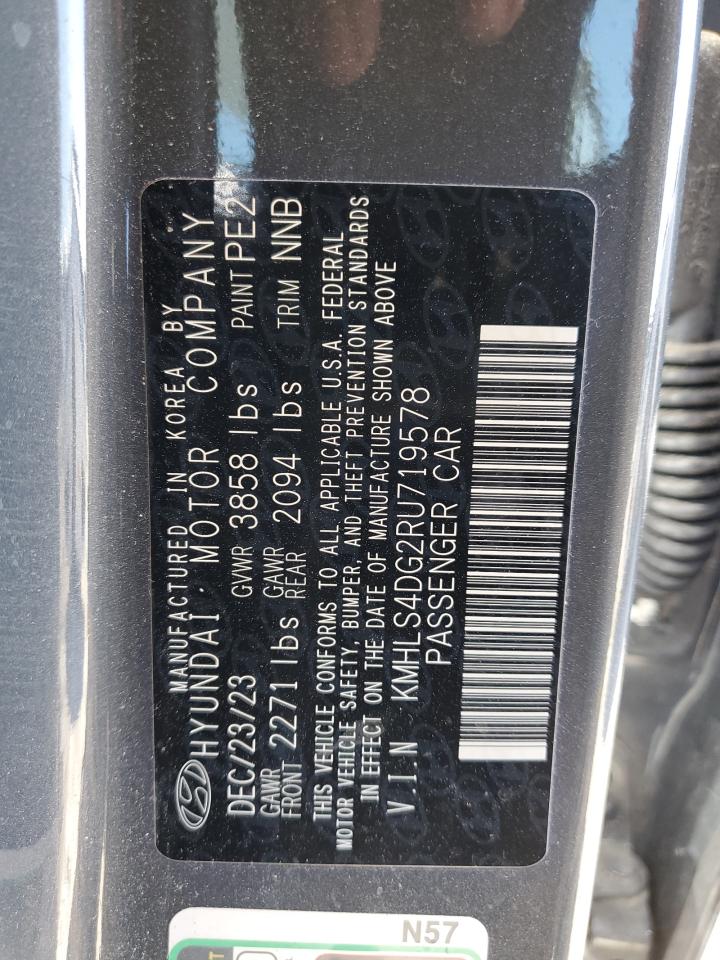 MANUFACTURED IN KOREA BY
HYUNDAI MOTOR COMPANY
DEC/23/23 GVWR 3858 lbs PAINT PE2
GAWR FRONT 2271 lbs GAWR REAR 2094 lbs TRIM NNB
THIS VEHICLE CONFORMS TO ALL APPLICABLE U.S.A. FEDERAL
MOTOR VEHICLE SAFETY, BUMPER, AND THEFT PREVENTION STANDARDS
IN EFFECT ON THE DATE OF MANUFACTURE SHOWN ABOVE
V.I.N KMHLS4DG2RU719578
PASSENGER CAR
N57